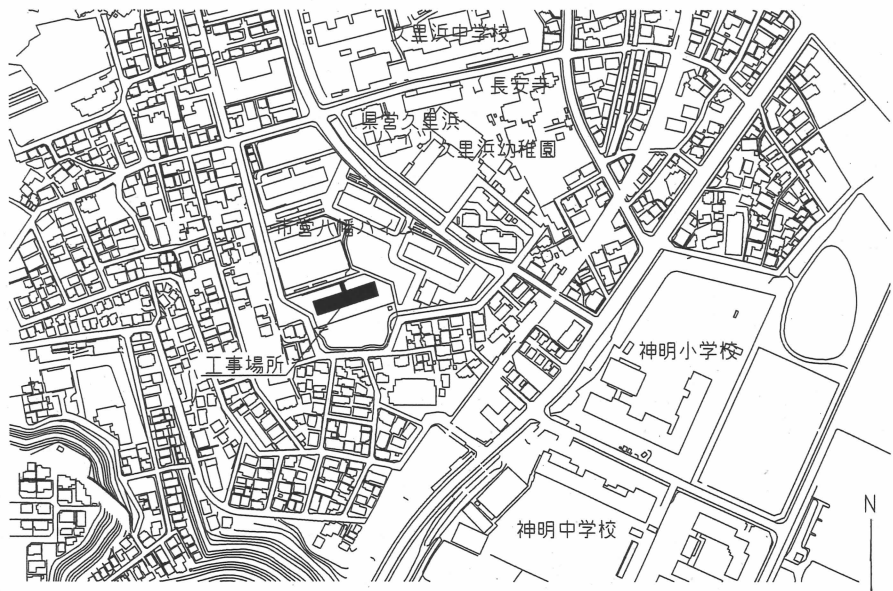 久里浜中学校
長安寺
県営久里浜
久里浜幼稚園
市営八幡ハイ
工事場所
神明小学校
神明中学校
N